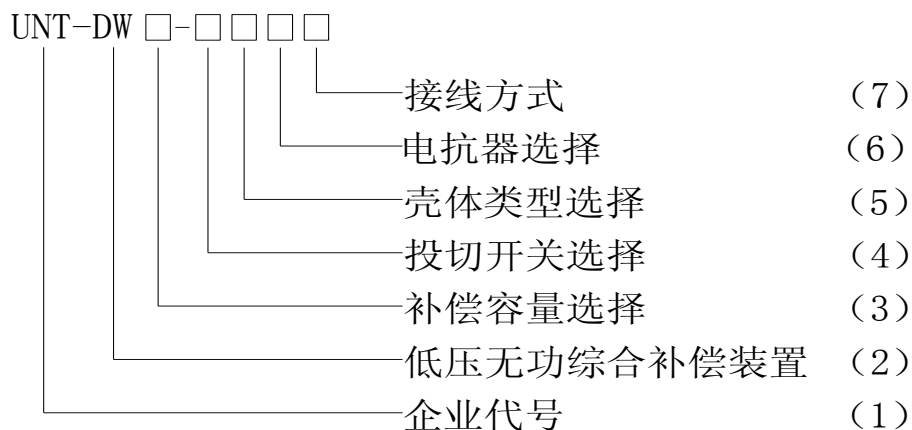 UNT-DW □-□□□□
接线方式 （7）
电抗器选择 （6）
壳体类型选择 （5）
投切开关选择 （4）
补偿容量选择 （3）
低压无功综合补偿装置 （2）
企业代号 （1）